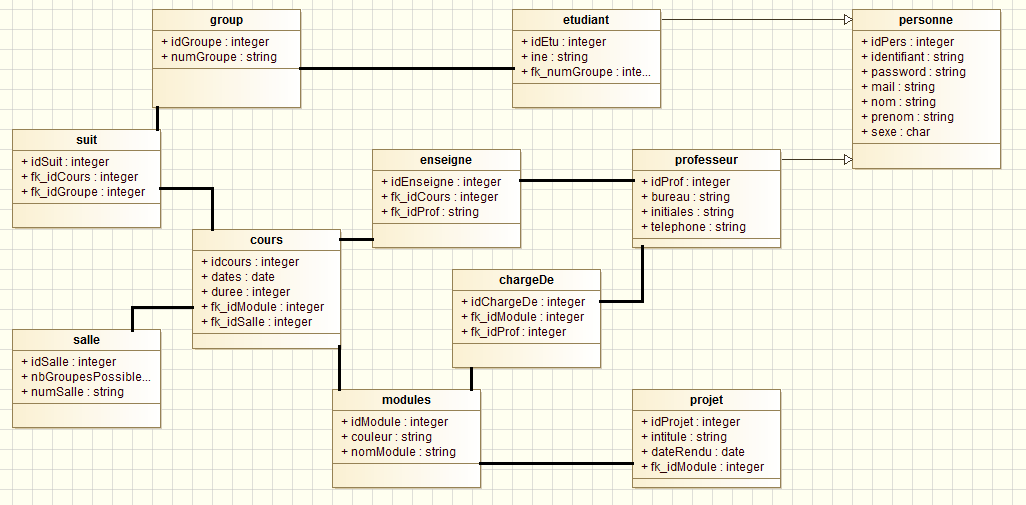 group
+ idGroupe : integer
+ numGroupe : string
etudiant
+ idEtu : integer
+ ine : string
+ fk_numGroupe : inte...
personne
+ idPers : integer
+ identifiant : string
+ password : string
+ mail : string
+ nom : string
+ prenom : string
+ sexe : char
suit
+ idSuit : integer
+ fk_idCours : integer
+ fk_idGroupe : integer
enseigne
+ idEnseigne : integer
+ fk_idCours : integer
+ fk_idProf : string
professeur
+ idProf : integer
+ bureau : string
+ initiales : string
+ telephone : string
cours
+ idcours : integer
+ dates : date
+ duree : integer
+ fk_idModule : integer
+ fk_idSalle : integer
chargeDe
+ idChargeDe : integer
+ fk_idModule : integer
+ fk_idProf : integer
salle
+ idSalle : integer
+ nbGroupesPossible...
+ numSalle : string
modules
+ idModule : integer
+ couleur : string
+ nomModule : string
projet
+ idProjet : integer
+ intitule : string
+ dateRendu : date
+ fk_idModule : integer